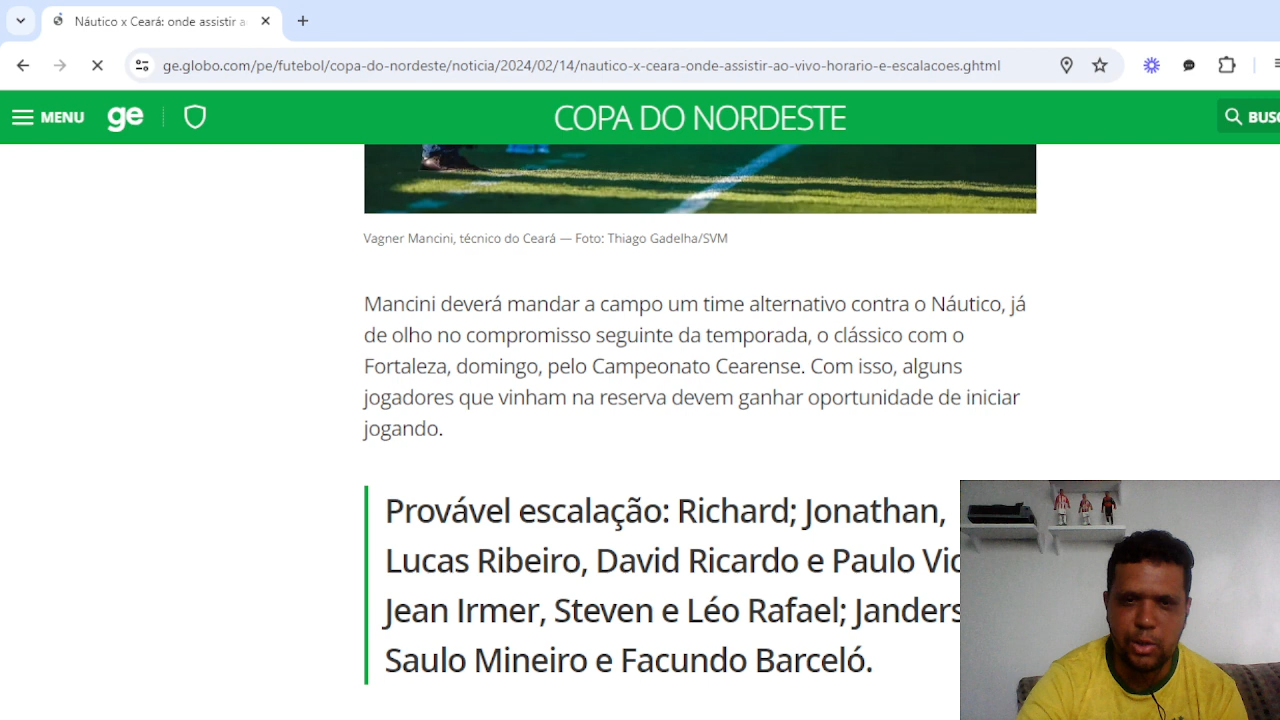 Náutico x Ceará: onde assistir a
ge.globo.com/pe/futebol/copa-do-nordeste/noticia/2024/02/14/nautico-x-ceara-onde-assistir-ao-vivo-horario-e-escalacoes.ghtml
MENU ge COPA DO NORDESTE BUSC
Vagner Mancini, técnico do Ceará — Foto: Thiago Gadelha/SVM
Mancini deverá mandar a campo um time alternativo contra o Náutico, já
de olho no compromisso seguinte da temporada, o clássico com o
Fortaleza, domingo, pelo Campeonato Cearense. Com isso, alguns
jogadores que vinham na reserva devem ganhar oportunidade de iniciar
jogando.
Provável escalação: Richard; Jonathan,
Lucas Ribeiro, David Ricardo e Paulo Vic
Jean Irmer, Steven e Léo Rafael; Janders
Saulo Mineiro e Facundo Barceló.